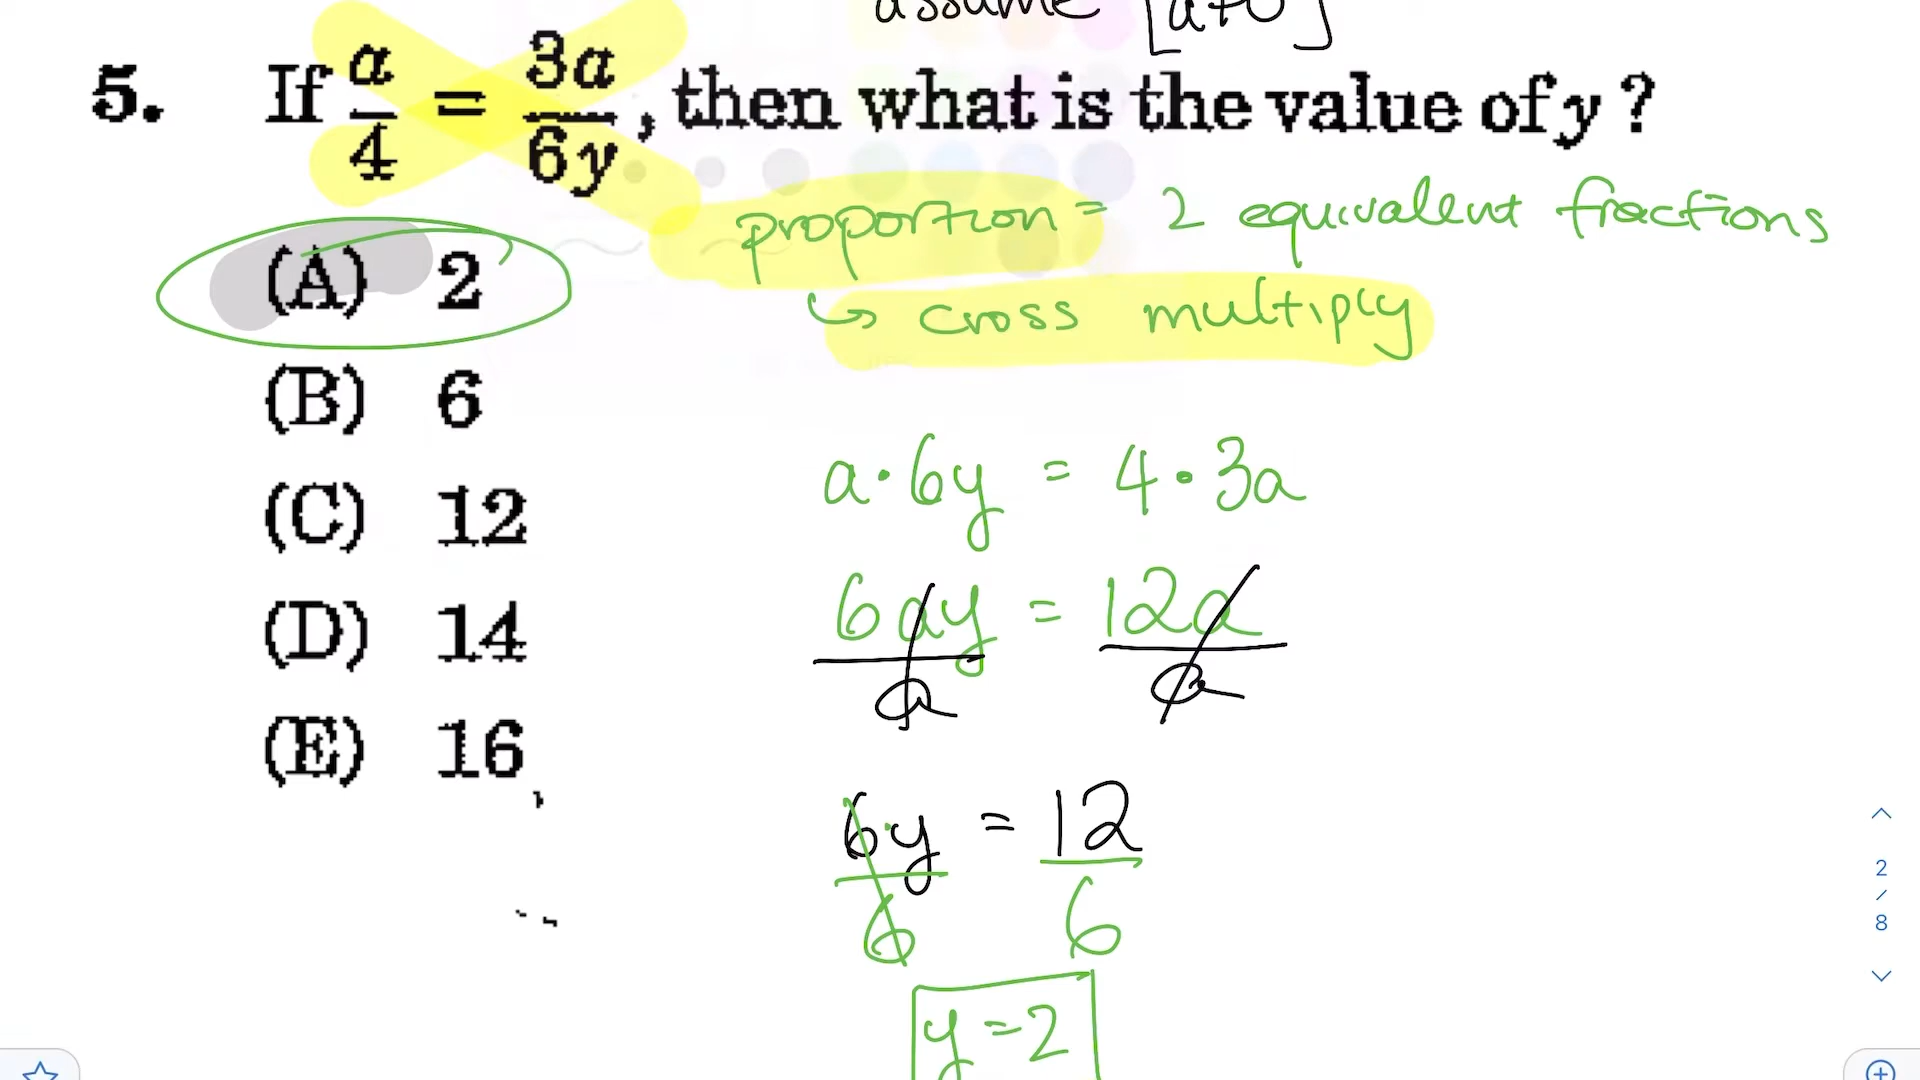 assume [a≠0]
5. If a/4 = 3a/6y, then what is the value of y?
proportion = 2 equivalent fractions
(A) 2
↳ cross multiply
(B) 6
a·6y = 4·3a
(C) 12
6ay/a = 12a/a
(D) 14
(E) 16
6·y/6 = 12/6
y = 2
2
/
8